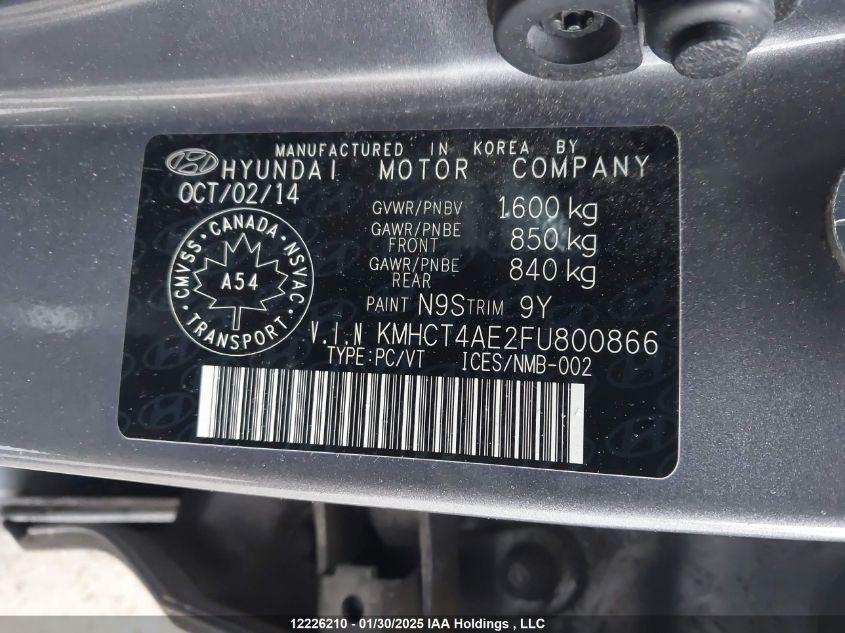 MANUFACTURED IN KOREA BY
HYUNDAI MOTOR COMPANY
OCT/02/14
GVWR/PNBV 1600 kg
GAWR/PNBE FRONT 850 kg
GAWR/PNBE REAR 840 kg
CANADA
CMVSS · NSVAC
A54
TRANSPORT
PAINT N9S TRIM 9Y
V.I.N KMHCT4AE2FU800866
TYPE:PC/VT ICES/NMB-002
12226210 - 01/30/2025 IAA Holdings , LLC